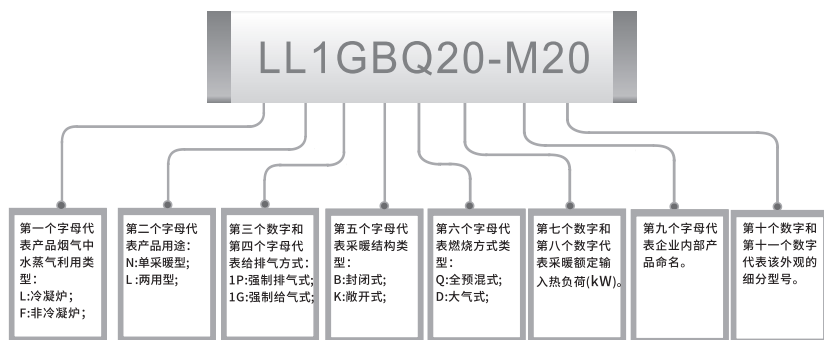 LL1GBQ20-M20
第一个字母代
表产品烟气中
水蒸气利用类
型：
L:冷凝炉；
F:非冷凝炉；
第二个字母代
表产品用途：
N:单采暖型；
L:两用型；
第三个数字和
第四个字母代
表给排气方式：
1P:强制排气式；
1G:强制给气式；
第五个字母代
表采暖结构类
型：
B:封闭式；
K:敞开式；
第六个字母代
表燃烧方式类
型：
Q:全预混式；
D:大气式；
第七个数字和
第八个数字代
表采暖额定输
入热负荷(kW)。
第九个字母代
表企业内部产
品命名。
第十个数字和
第十一个数字
代表该外观的
细分型号。